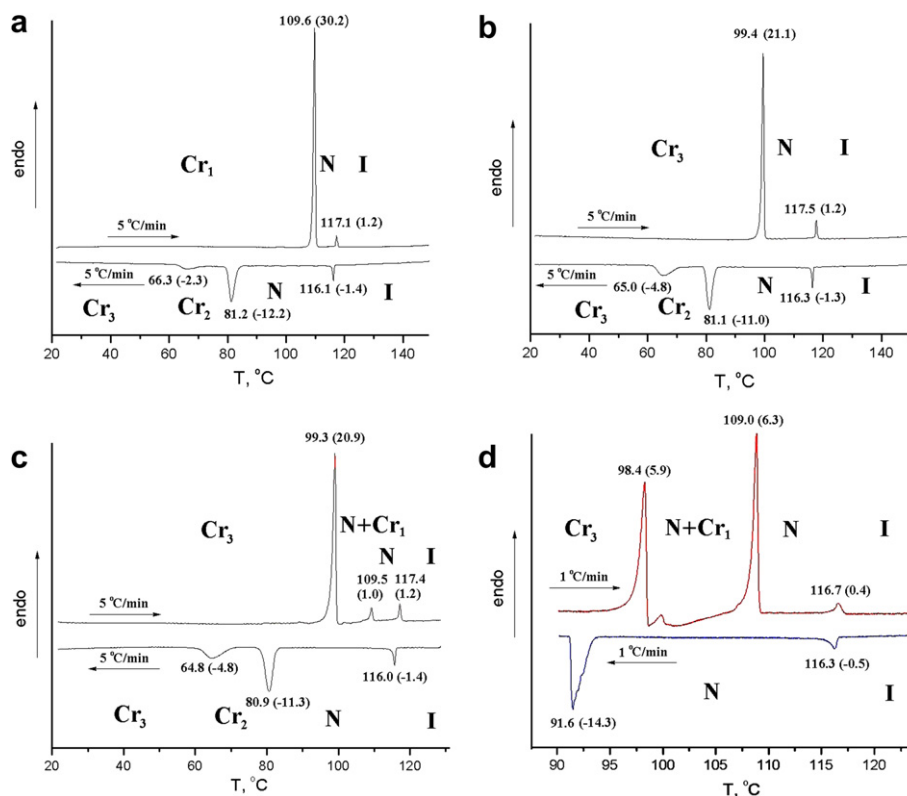 a
109.6 (30.2)
endo
Cr1
N I
117.1 (1.2)
5 °C/min
5 °C/min
66.3 (-2.3)
N
116.1 (-1.4)
I
Cr3
Cr2
81.2 (-12.2)
20 40 60 80 100 120 140
T, °C
b
99.4 (21.1)
endo
Cr3
N I
117.5 (1.2)
5 °C/min
5 °C/min
65.0 (-4.8)
N
116.3 (-1.3)
I
Cr3
Cr2
81.1 (-11.0)
20 40 60 80 100 120 140
T, °C
c
99.3 (20.9)
endo
Cr3
N+Cr1
N I
109.5 117.4
(1.0) (1.2)
5 °C/min
5 °C/min
64.8 (-4.8)
116.0 (-1.4)
80.9 (-11.3)
Cr3 Cr2 N I
20 40 60 80 100 120
T, °C
d
109.0 (6.3)
98.4 (5.9)
endo
Cr3 N+Cr1 N I
1 °C/min
116.7 (0.4)
1 °C/min
116.3 (-0.5)
N I
91.6 (-14.3)
90 95 100 105 110 115 120
T, °C